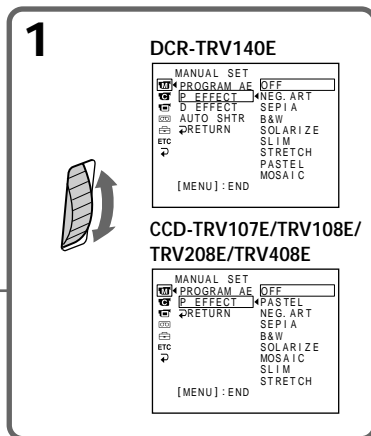 1
DCR-TRV140E
MANUAL SET
PROGRAM AE OFF
P EFFECT NEG.ART
D EFFECT SEPIA
AUTO SHTR B&W
RETURN SOLARIZE
ETC SLIM
STRETCH
PASTEL
MOSAIC
[MENU]:END
CCD-TRV107E/TRV108E/
TRV208E/TRV408E
MANUAL SET
PROGRAM AE OFF
P EFFECT PASTEL
RETURN NEG.ART
SEPIA
B&W
ETC SOLARIZE
MOSAIC
SLIM
STRETCH
[MENU]:END